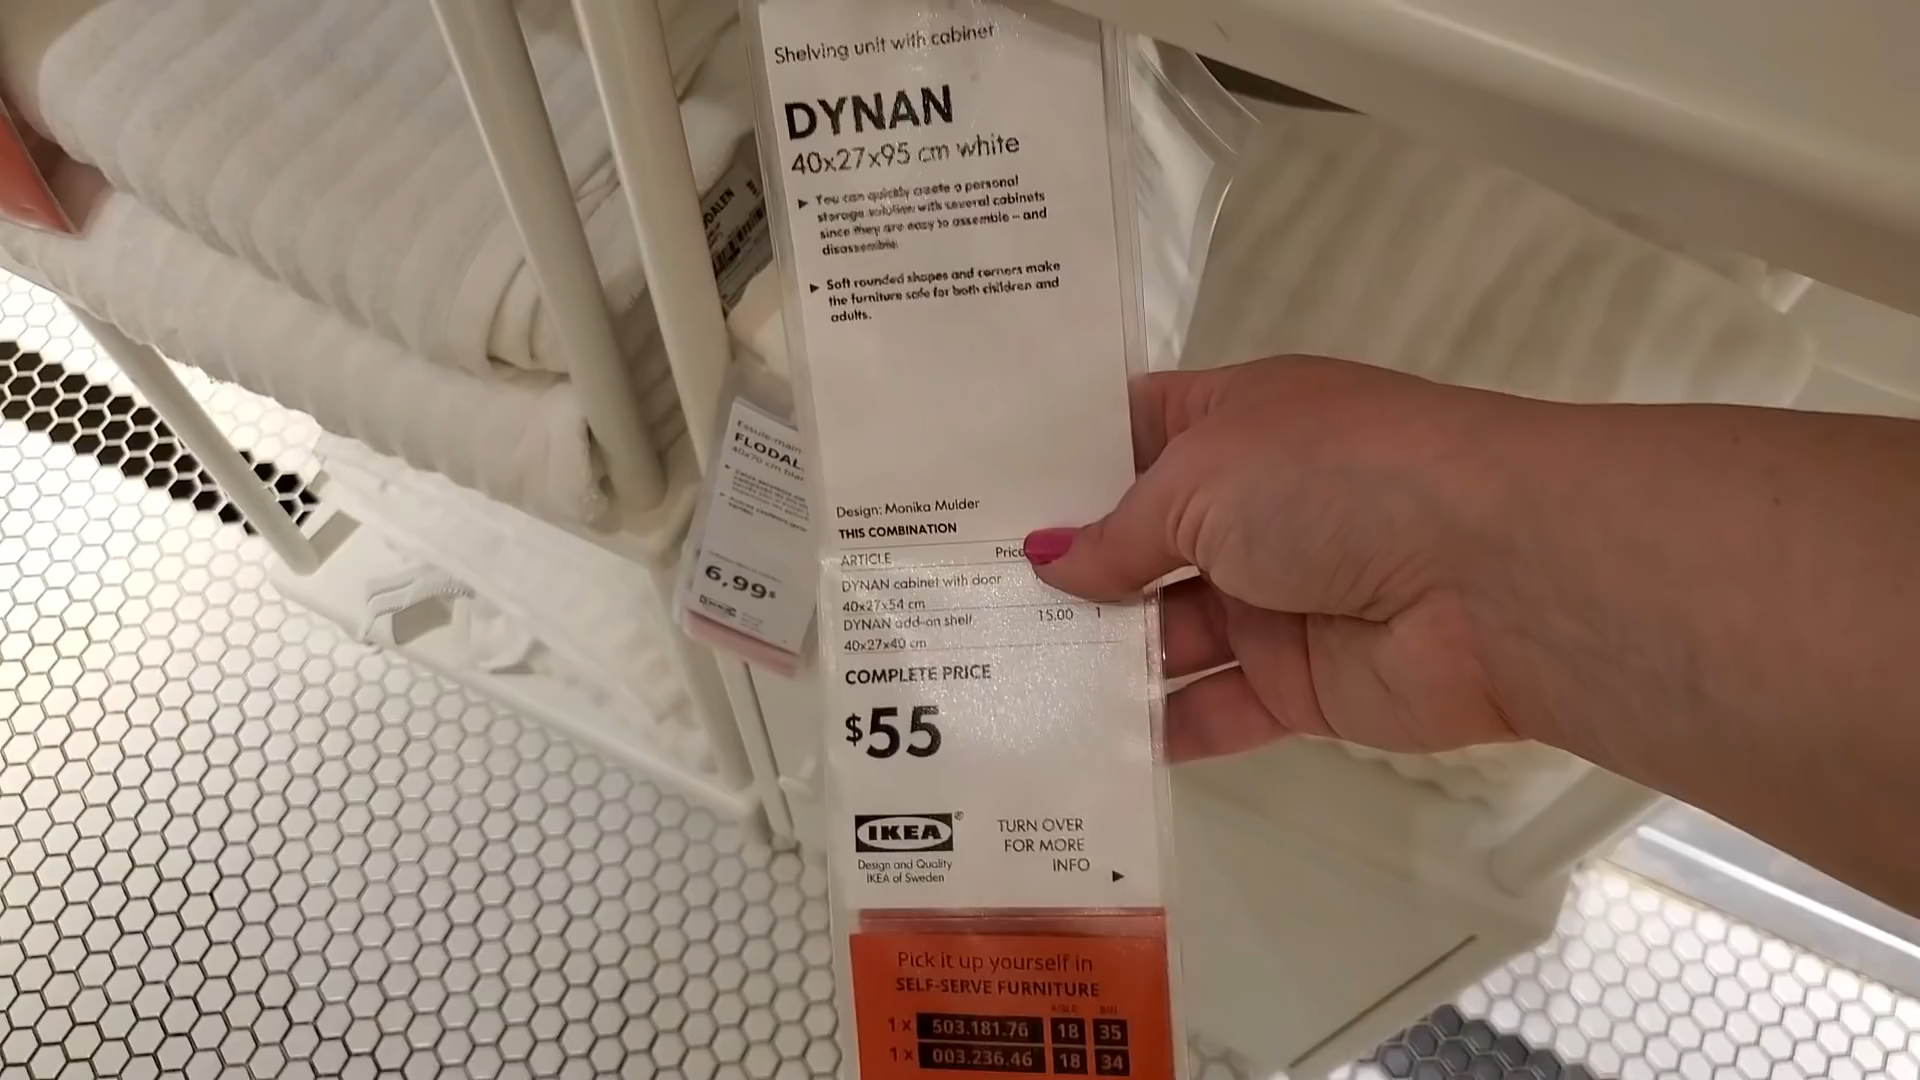 Shelving unit with cabinet
DYNAN
40x27x95 cm white
▶ You can quickly create a personal
storage solution with several cabinets
since they are easy to assemble – and
disassemble.
▶ Soft rounded shapes and corners make
the furniture safe for both children and
adults.
Design: Monika Mulder
THIS COMBINATION
ARTICLE Price
DYNAN cabinet with door
40x27x54 cm
DYNAN add-on shelf 15.00 1
40x27x40 cm
COMPLETE PRICE
$55
IKEA®
Design and Quality
IKEA of Sweden
TURN OVER
FOR MORE
INFO ▶
Pick it up yourself in
SELF-SERVE FURNITURE
AISLE BIN
1 x 503.181.76 18 35
1 x 003.236.46 18 34
Essuie-main
FLODAL
6,99$
DALEN